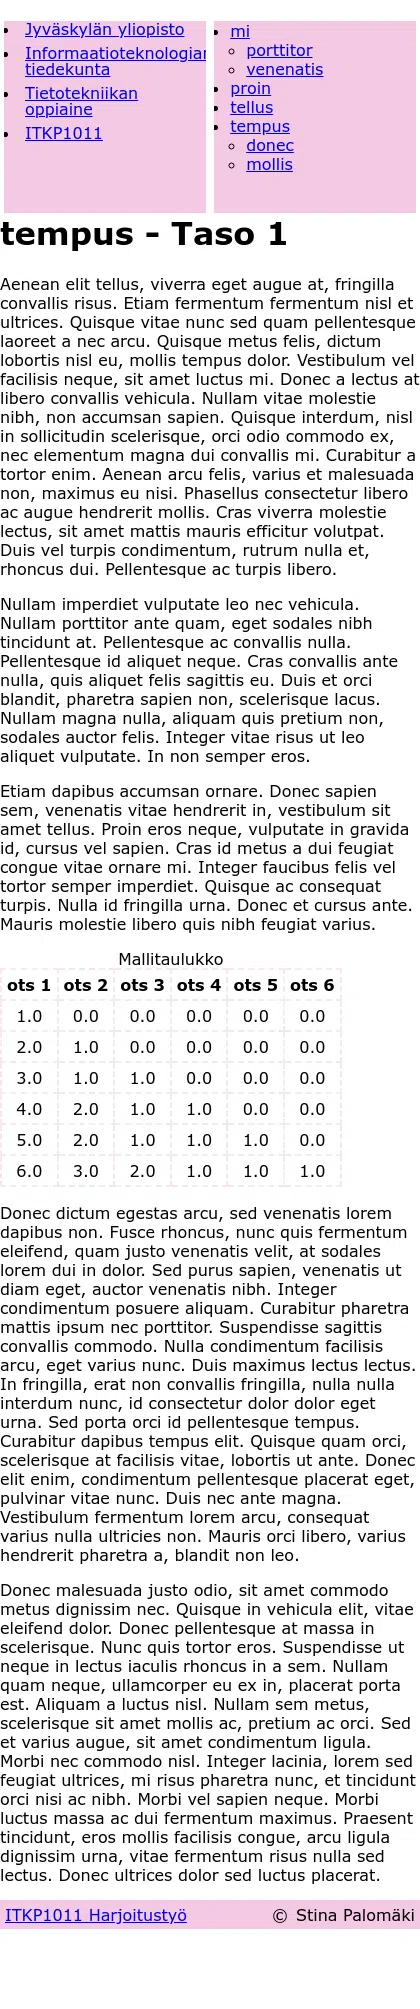 Jyväskylän yliopisto
Informaatioteknologian
tiedekunta
Tietotekniikan
oppiaine
ITKP1011
mi
porttitor
venenatis
proin
tellus
tempus
donec
mollis
tempus - Taso 1
Aenean elit tellus, viverra eget augue at, fringilla
convallis risus. Etiam fermentum fermentum nisl et
ultrices. Quisque vitae nunc sed quam pellentesque
laoreet a nec arcu. Quisque metus felis, dictum
lobortis nisl eu, mollis tempus dolor. Vestibulum vel
facilisis neque, sit amet luctus mi. Donec a lectus at
libero convallis vehicula. Nullam vitae molestie
nibh, non accumsan sapien. Quisque interdum, nisl
in sollicitudin scelerisque, orci odio commodo ex,
nec elementum magna dui convallis mi. Curabitur a
tortor enim. Aenean arcu felis, varius et malesuada
non, maximus eu nisi. Phasellus consectetur libero
ac augue hendrerit mollis. Cras viverra molestie
lectus, sit amet mattis mauris efficitur volutpat.
Duis vel turpis condimentum, rutrum nulla et,
rhoncus dui. Pellentesque ac turpis libero.
Nullam imperdiet vulputate leo nec vehicula.
Nullam porttitor ante quam, eget sodales nibh
tincidunt at. Pellentesque ac convallis nulla.
Pellentesque id aliquet neque. Cras convallis ante
nulla, quis aliquet felis sagittis eu. Duis et orci
blandit, pharetra sapien non, scelerisque lacus.
Nullam magna nulla, aliquam quis pretium non,
sodales auctor felis. Integer vitae risus ut leo
aliquet vulputate. In non semper eros.
Etiam dapibus accumsan ornare. Donec sapien
sem, venenatis vitae hendrerit in, vestibulum sit
amet tellus. Proin eros neque, vulputate in gravida
id, cursus vel sapien. Cras id metus a dui feugiat
congue vitae ornare mi. Integer faucibus felis vel
tortor semper imperdiet. Quisque ac consequat
turpis. Nulla id fringilla urna. Donec et cursus ante.
Mauris molestie libero quis nibh feugiat varius.
Mallitaulukko
ots 1 ots 2 ots 3 ots 4 ots 5 ots 6
1.0 0.0 0.0 0.0 0.0 0.0
2.0 1.0 0.0 0.0 0.0 0.0
3.0 1.0 1.0 0.0 0.0 0.0
4.0 2.0 1.0 1.0 0.0 0.0
5.0 2.0 1.0 1.0 1.0 0.0
6.0 3.0 2.0 1.0 1.0 1.0
Donec dictum egestas arcu, sed venenatis lorem
dapibus non. Fusce rhoncus, nunc quis fermentum
eleifend, quam justo venenatis velit, at sodales
lorem dui in dolor. Sed purus sapien, venenatis ut
diam eget, auctor venenatis nibh. Integer
condimentum posuere aliquam. Curabitur pharetra
mattis ipsum nec porttitor. Suspendisse sagittis
convallis commodo. Nulla condimentum facilisis
arcu, eget varius nunc. Duis maximus lectus lectus.
In fringilla, erat non convallis fringilla, nulla nulla
interdum nunc, id consectetur dolor dolor eget
urna. Sed porta orci id pellentesque tempus.
Curabitur dapibus tempus elit. Quisque quam orci,
scelerisque at facilisis vitae, lobortis ut ante. Donec
elit enim, condimentum pellentesque placerat eget,
pulvinar vitae nunc. Duis nec ante magna.
Vestibulum fermentum lorem arcu, consequat
varius nulla ultricies non. Mauris orci libero, varius
hendrerit pharetra a, blandit non leo.
Donec malesuada justo odio, sit amet commodo
metus dignissim nec. Quisque in vehicula elit, vitae
eleifend dolor. Donec pellentesque at massa in
scelerisque. Nunc quis tortor eros. Suspendisse ut
neque in lectus iaculis rhoncus in a sem. Nullam
quam neque, ullamcorper eu ex in, placerat porta
est. Aliquam a luctus nisl. Nullam sem metus,
scelerisque sit amet mollis ac, pretium ac orci. Sed
et varius augue, sit amet condimentum ligula.
Morbi nec commodo nisl. Integer lacinia, lorem sed
feugiat ultrices, mi risus pharetra nunc, et tincidunt
orci nisi ac nibh. Morbi vel sapien neque. Morbi
luctus massa ac dui fermentum maximus. Praesent
tincidunt, eros mollis facilisis congue, arcu ligula
dignissim urna, vitae fermentum risus nulla sed
lectus. Donec ultrices dolor sed luctus placerat.
ITKP1011 Harjoitustyö © Stina Palomäki